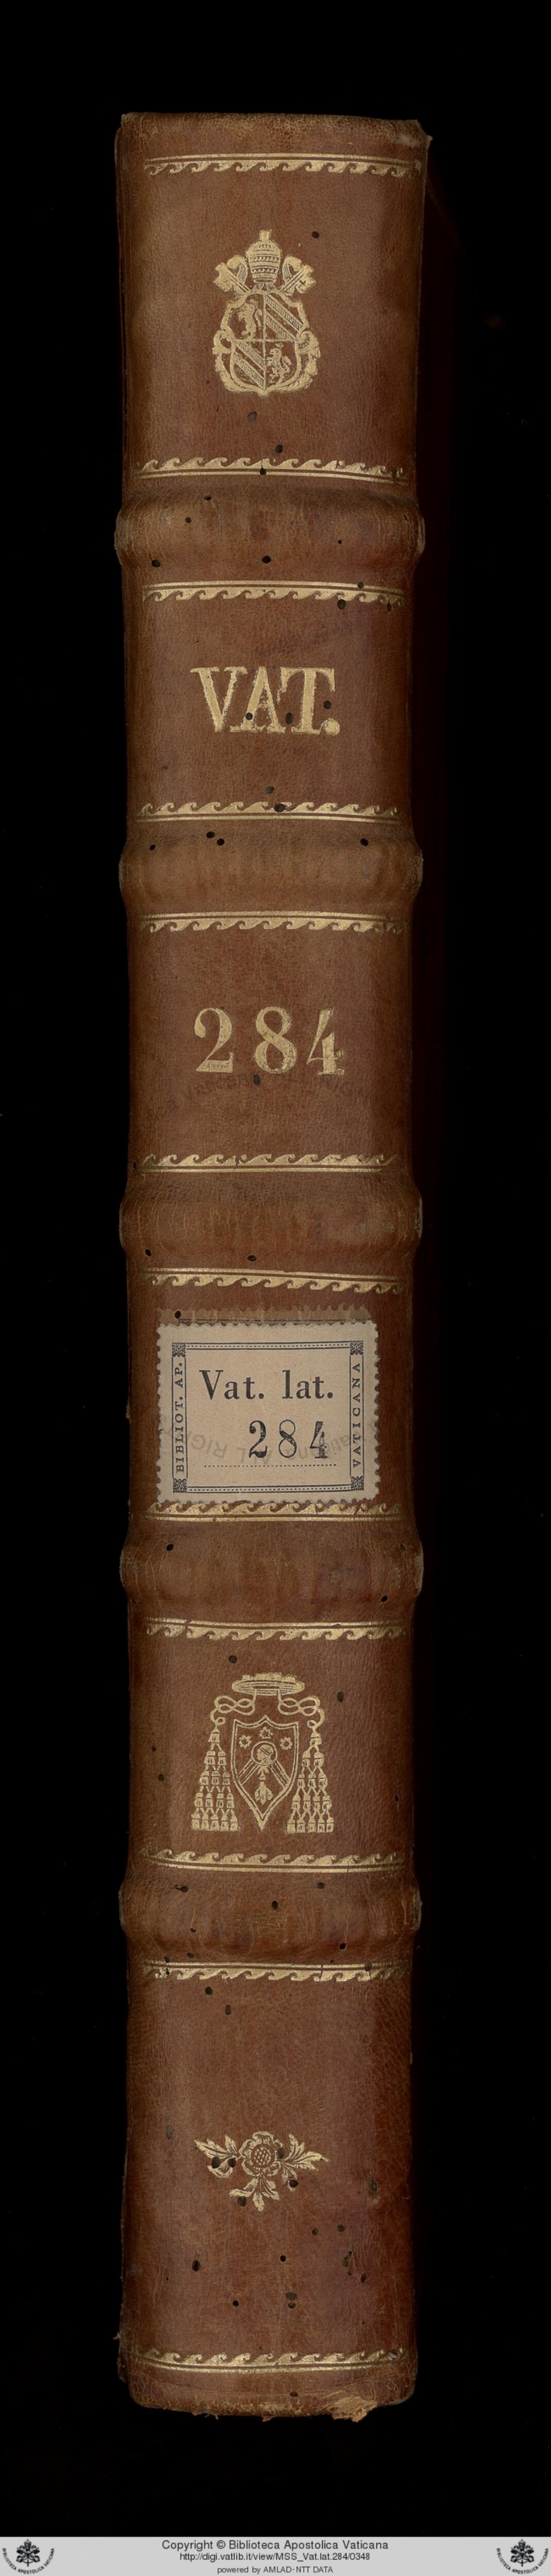 VAT.
284
BIBLIOT. AP.
Vat. lat.
284
VATICANA
Copyright © Biblioteca Apostolica Vaticana
http://digi.vatlib.it/view/MSS_Vat.lat.284/0348
powered by AMLAD-NTT DATA